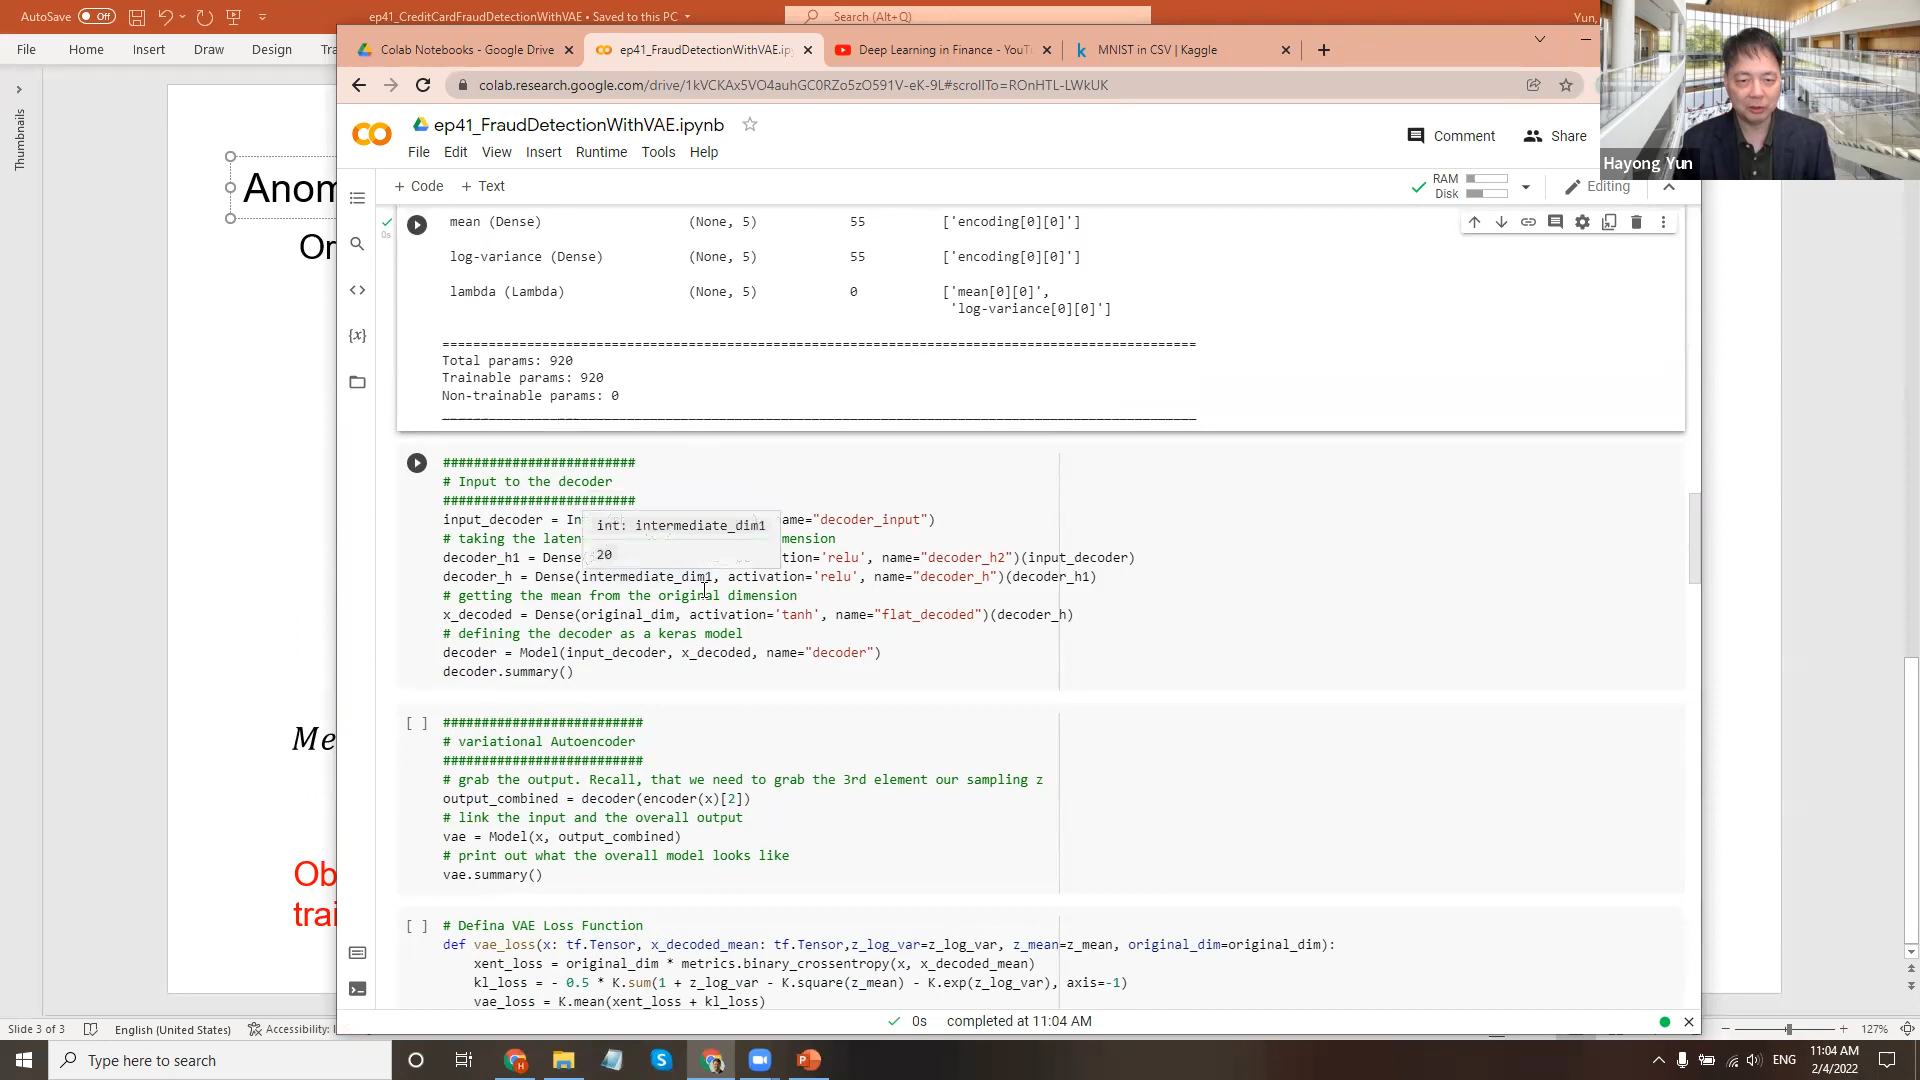 AutoSave Off ep41_CreditCardFraudDetectionWithVAE • Saved to this PC Search (Alt+Q) Yun,
File Home Insert Draw Design
Colab Notebooks - Google Drive
ep41_FraudDetectionWithVAE.ip
Deep Learning in Finance - YouT
MNIST in CSV | Kaggle
colab.research.google.com/drive/1kVCKAx5VO4auhGC0RZo5zO591V-eK-9L#scrollTo=ROnHTL-LWkUK
ep41_FraudDetectionWithVAE.ipynb
Comment Share
File Edit View Insert Runtime Tools Help
Hayong Yun
+ Code + Text
RAM
Disk
Editing
Thumbnails
Anom
Or
𝑀𝑒
Ob
trai
0s
mean (Dense) (None, 5) 55 ['encoding[0][0]']
log-variance (Dense) (None, 5) 55 ['encoding[0][0]']
lambda (Lambda) (None, 5) 0 ['mean[0][0]',
'log-variance[0][0]']
==================================================================================================
Total params: 920
Trainable params: 920
Non-trainable params: 0
#########################
# Input to the decoder
#########################
input_decoder = In ame="decoder_input")
# taking the laten mension
decoder_h1 = Dense( tion='relu', name="decoder_h2")(input_decoder)
decoder_h = Dense(intermediate_dim1, activation='relu', name="decoder_h")(decoder_h1)
# getting the mean from the original dimension
x_decoded = Dense(original_dim, activation='tanh', name="flat_decoded")(decoder_h)
# defining the decoder as a keras model
decoder = Model(input_decoder, x_decoded, name="decoder")
decoder.summary()
int: intermediate_dim1
20
[ ] ##########################
# variational Autoencoder
##########################
# grab the output. Recall, that we need to grab the 3rd element our sampling z
output_combined = decoder(encoder(x)[2])
# link the input and the overall output
vae = Model(x, output_combined)
# print out what the overall model looks like
vae.summary()
[ ] # Defina VAE Loss Function
def vae_loss(x: tf.Tensor, x_decoded_mean: tf.Tensor,z_log_var=z_log_var, z_mean=z_mean, original_dim=original_dim):
xent_loss = original_dim * metrics.binary_crossentropy(x, x_decoded_mean)
kl_loss = - 0.5 * K.sum(1 + z_log_var - K.square(z_mean) - K.exp(z_log_var), axis=-1)
vae_loss = K.mean(xent_loss + kl_loss)
0s completed at 11:04 AM
Slide 3 of 3 English (United States) Accessibility: 127%
Type here to search
ENG
11:04 AM
2/4/2022